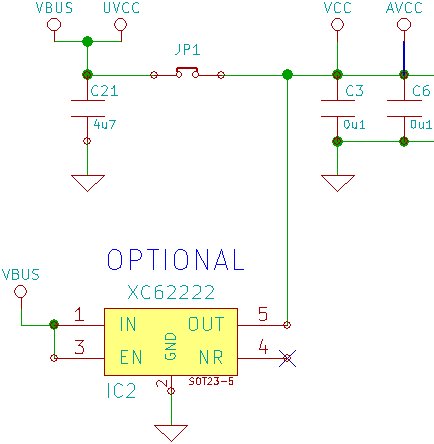 VBUS UVCC VCC AVCC
JP1
C21 C3 C6
4u7 0u1 0u1
OPTIONAL
VBUS XC62222
1 IN OUT 5
GND
3 EN NR 4
IC2 2 SOT23-5